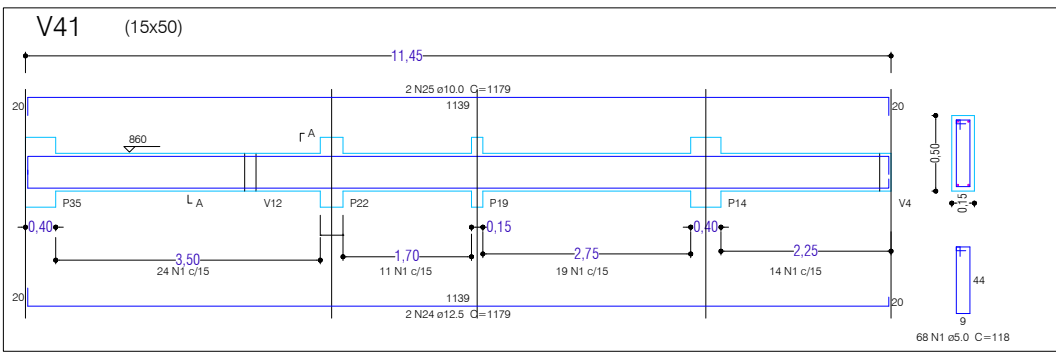 V41 (15x50)
11,45
2 N25 ø10.0 C=1179
20 1139 20
860
A
A
P35 V12 P22 P19 P14 V4
0,50
0,15
0,40 0,15 0,40
3,50 1,70 2,75 2,25
24 N1 c/15 11 N1 c/15 19 N1 c/15 14 N1 c/15
20 1139 20
2 N24 ø12.5 C=1179
44
9
68 N1 ø5.0 C=118